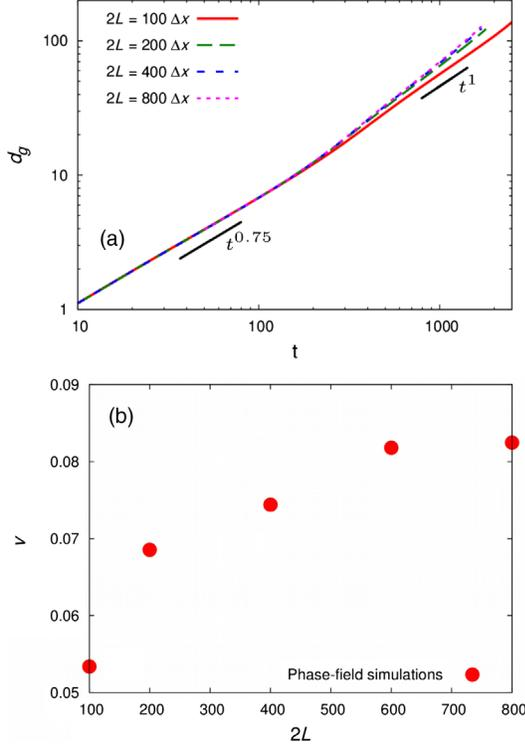 2L = 100 Δx
2L = 200 Δx
2L = 400 Δx
2L = 800 Δx
100
10
1
d_g
t^1
(a)
t^0.75
10 100 1000
t
0.09
0.08
0.07
0.06
0.05
v
(b)
Phase-field simulations
100 200 300 400 500 600 700 800
2L